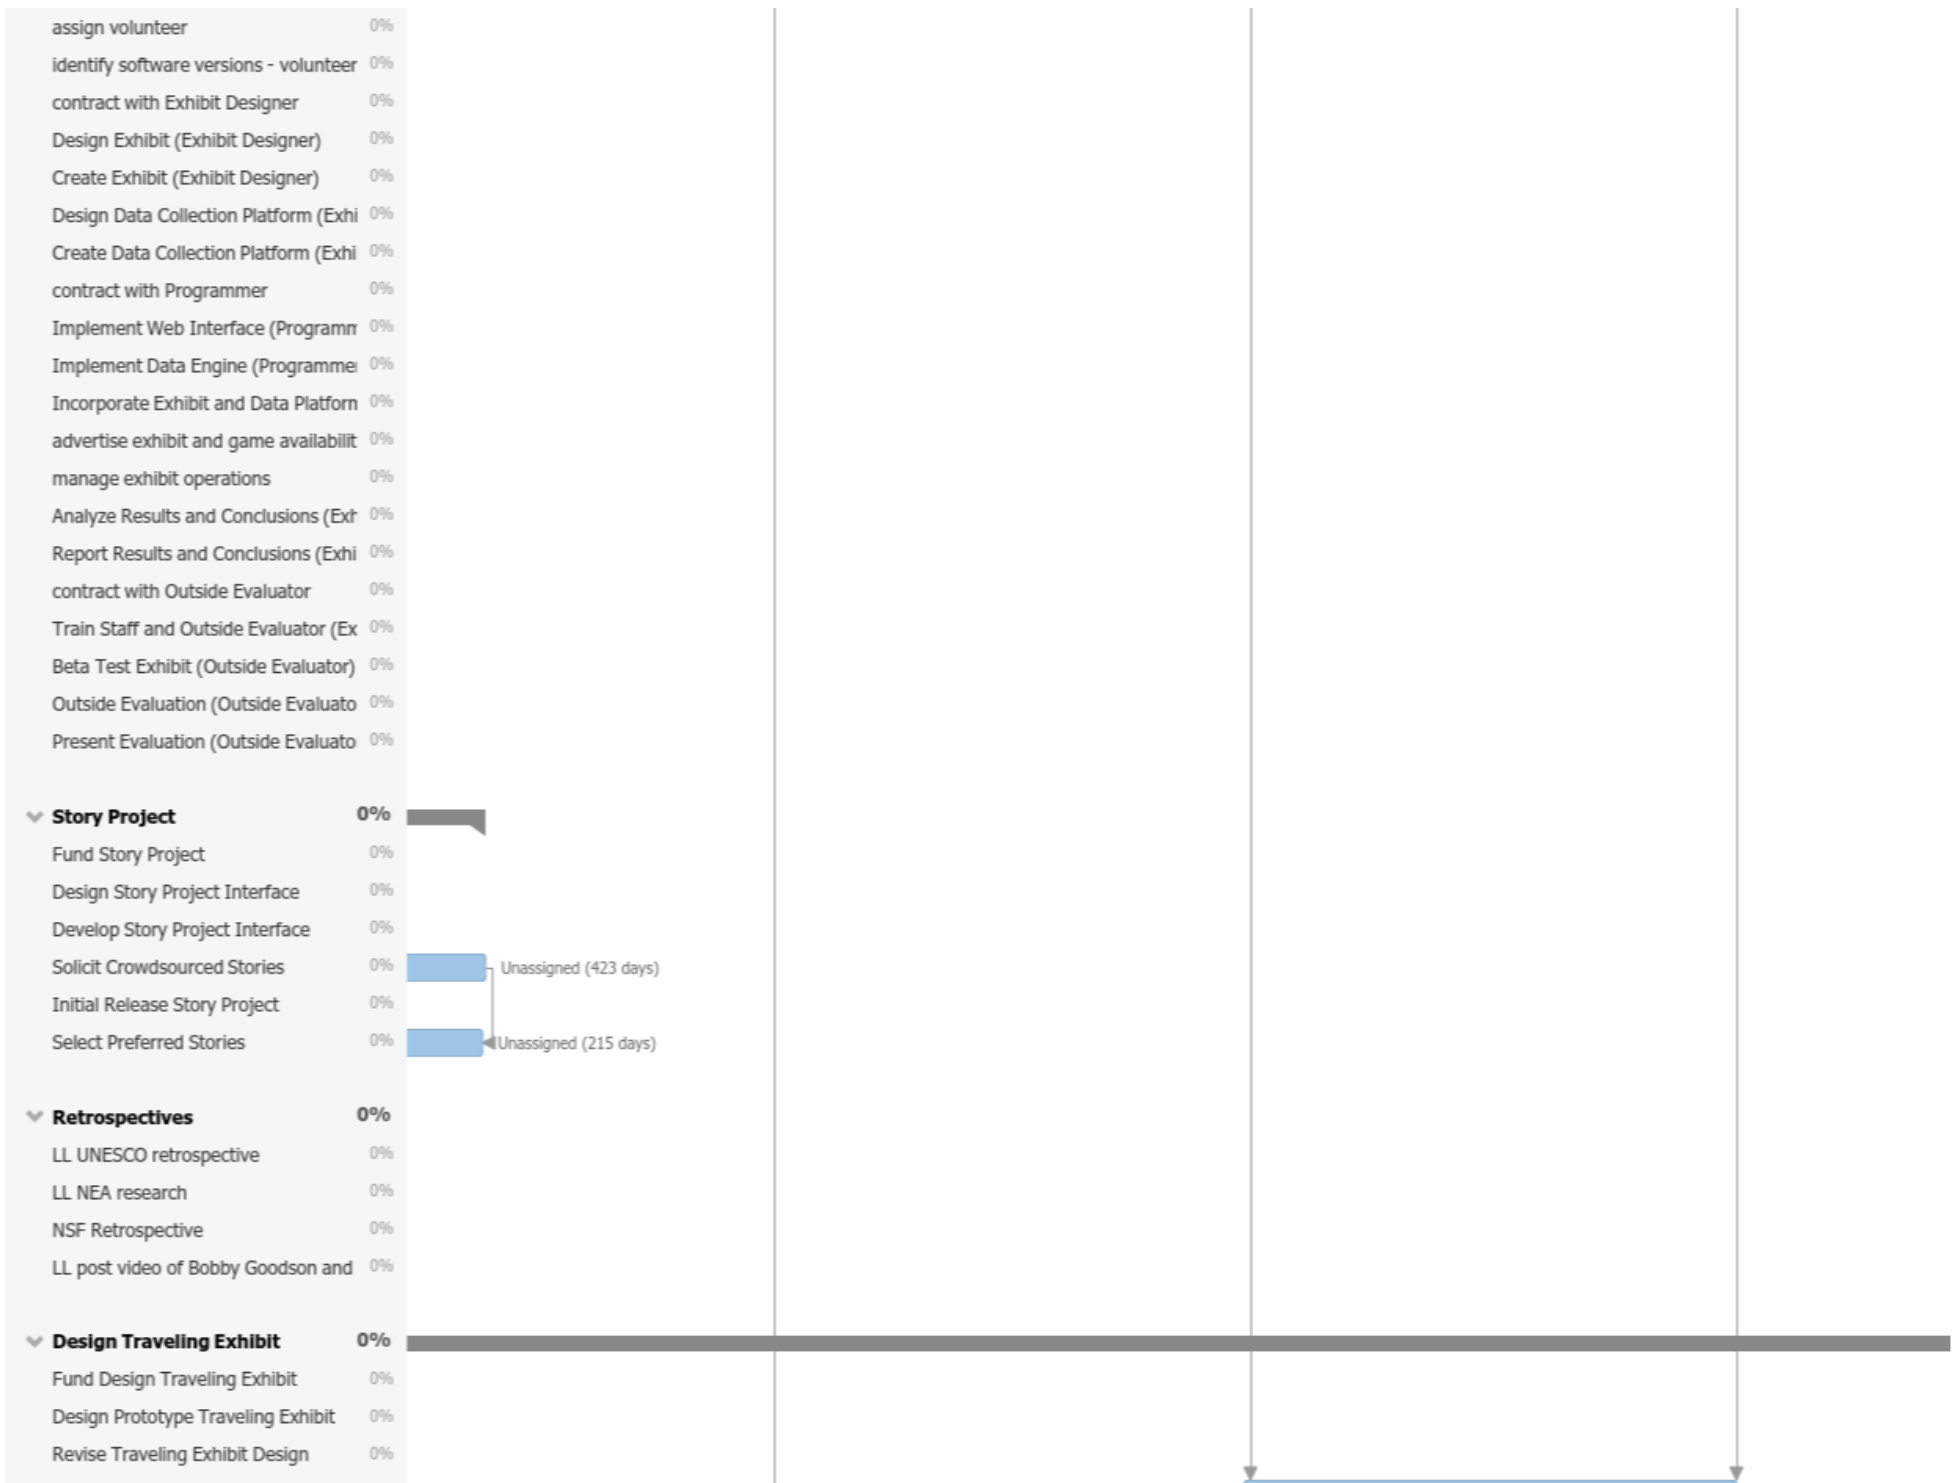 assign volunteer 0%
identify software versions - volunteer 0%
contract with Exhibit Designer 0%
Design Exhibit (Exhibit Designer) 0%
Create Exhibit (Exhibit Designer) 0%
Design Data Collection Platform (Exhi 0%
Create Data Collection Platform (Exhi 0%
contract with Programmer 0%
Implement Web Interface (Programm 0%
Implement Data Engine (Programmer 0%
Incorporate Exhibit and Data Platform 0%
advertise exhibit and game availabilit 0%
manage exhibit operations 0%
Analyze Results and Conclusions (Exh 0%
Report Results and Conclusions (Exhi 0%
contract with Outside Evaluator 0%
Train Staff and Outside Evaluator (Ex 0%
Beta Test Exhibit (Outside Evaluator) 0%
Outside Evaluation (Outside Evaluato 0%
Present Evaluation (Outside Evaluato 0%
Story Project 0%
Fund Story Project 0%
Design Story Project Interface 0%
Develop Story Project Interface 0%
Solicit Crowdsourced Stories 0% Unassigned (423 days)
Initial Release Story Project 0%
Select Preferred Stories 0% Unassigned (215 days)
Retrospectives 0%
LL UNESCO retrospective 0%
LL NEA research 0%
NSF Retrospective 0%
LL post video of Bobby Goodson and 0%
Design Traveling Exhibit 0%
Fund Design Traveling Exhibit 0%
Design Prototype Traveling Exhibit 0%
Revise Traveling Exhibit Design 0%